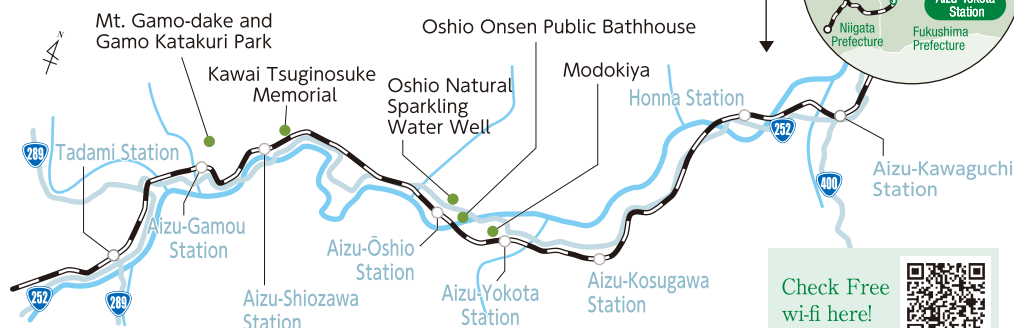 Mt. Gamo-dake and
Gamo Katakuri Park
Oshio Onsen Public Bathhouse
Kawai Tsuginosuke
Memorial
Oshio Natural
Sparkling
Water Well
Modokiya
Aizu-Yokota
Station
Niigata
Prefecture
Fukushima
Prefecture
N
Honna Station
252
289
Tadami Station
Aizu-Kawaguchi
Station
400
Aizu-Gamou
Station
Aizu-Ōshio
Station
Aizu-Yokota
Station
Aizu-Kosugawa
Station
Aizu-Shiozawa
Station
252
289
Check Free
wi-fi here!